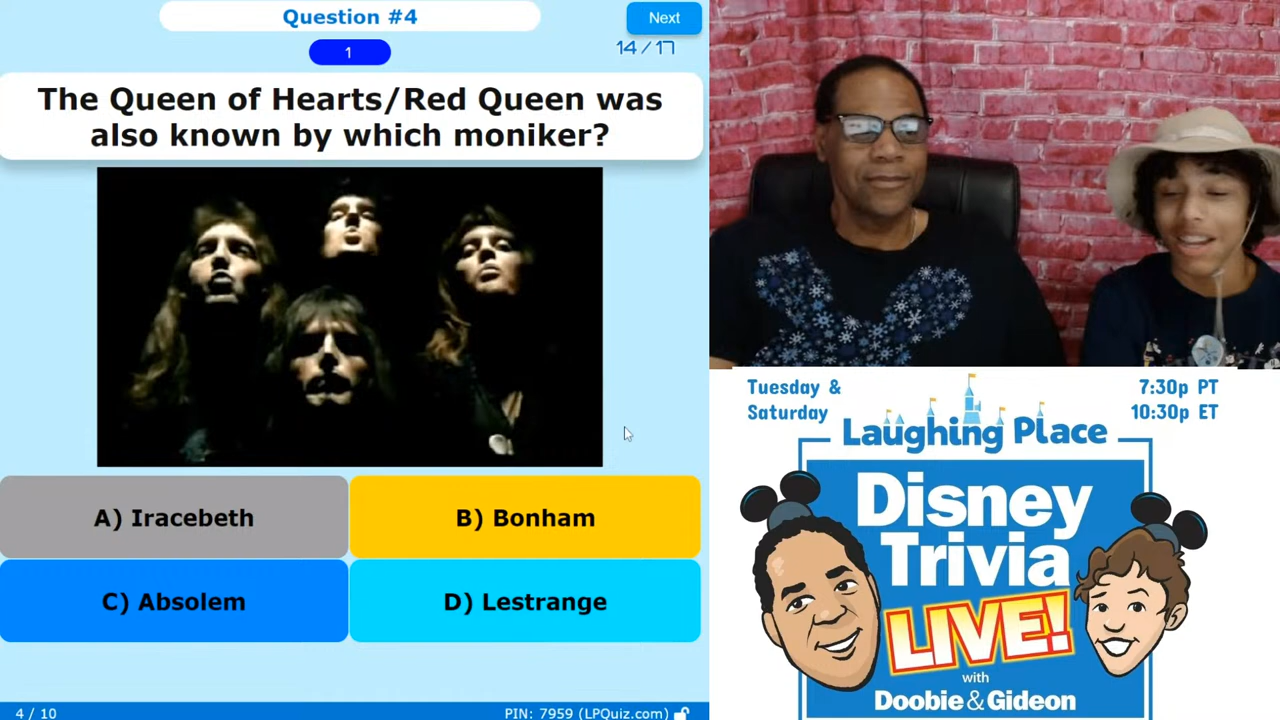 Question #4
Next
1
14/17
The Queen of Hearts/Red Queen was
also known by which moniker?
A) Iracebeth
B) Bonham
C) Absolem
D) Lestrange
4 / 10
PIN: 7959 (LPQuiz.com)
Tuesday &
Saturday
7:30p PT
10:30p ET
Laughing Place
Disney
Trivia
LIVE!
with
Doobie & Gideon